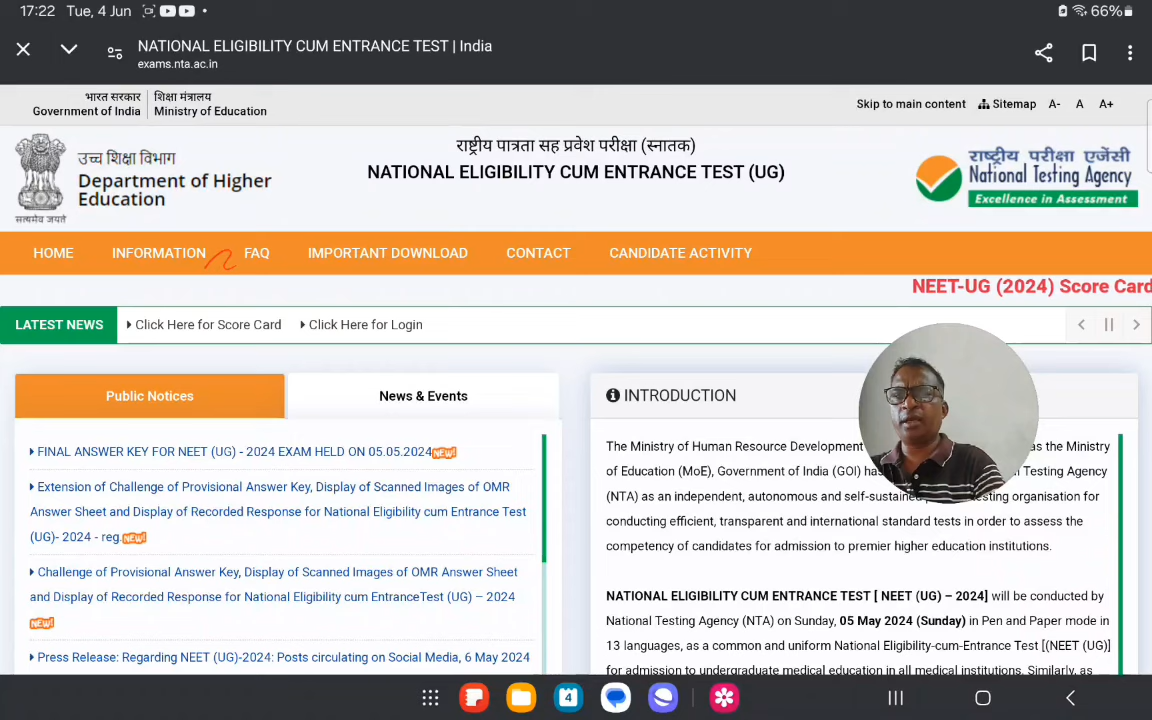 17:22 Tue, 4 Jun
66%
NATIONAL ELIGIBILITY CUM ENTRANCE TEST | India
exams.nta.ac.in
भारत सरकार शिक्षा मंत्रालय
Government of India Ministry of Education
Skip to main content Sitemap A- A A+
उच्च शिक्षा विभाग
Department of Higher
Education
सत्यमेव जयते
राष्ट्रीय पात्रता सह प्रवेश परीक्षा (स्नातक)
NATIONAL ELIGIBILITY CUM ENTRANCE TEST (UG)
राष्ट्रीय परीक्षा एजेंसी
National Testing Agency
Excellence in Assessment
HOME INFORMATION FAQ IMPORTANT DOWNLOAD CONTACT CANDIDATE ACTIVITY
NEET-UG (2024) Score Card
LATEST NEWS Click Here for Score Card Click Here for Login
Public Notices News & Events
FINAL ANSWER KEY FOR NEET (UG) - 2024 EXAM HELD ON 05.05.2024 NEW!
Extension of Challenge of Provisional Answer Key, Display of Scanned Images of OMR
Answer Sheet and Display of Recorded Response for National Eligibility cum Entrance Test
(UG)- 2024 - reg. NEW!
Challenge of Provisional Answer Key, Display of Scanned Images of OMR Answer Sheet
and Display of Recorded Response for National Eligibility cum EntranceTest (UG) – 2024
NEW!
Press Release: Regarding NEET (UG)-2024: Posts circulating on Social Media, 6 May 2024
INTRODUCTION
The Ministry of Human Resource Development as the Ministry
of Education (MoE), Government of India (GOI) has Testing Agency
(NTA) as an independent, autonomous and self-sustained testing organisation for
conducting efficient, transparent and international standard tests in order to assess the
competency of candidates for admission to premier higher education institutions.
NATIONAL ELIGIBILITY CUM ENTRANCE TEST [ NEET (UG) – 2024] will be conducted by
National Testing Agency (NTA) on Sunday, 05 May 2024 (Sunday) in Pen and Paper mode in
13 languages, as a common and uniform National Eligibility-cum-Entrance Test [(NEET (UG)]
for admission to undergraduate medical education in all medical institutions. Similarly, as
4